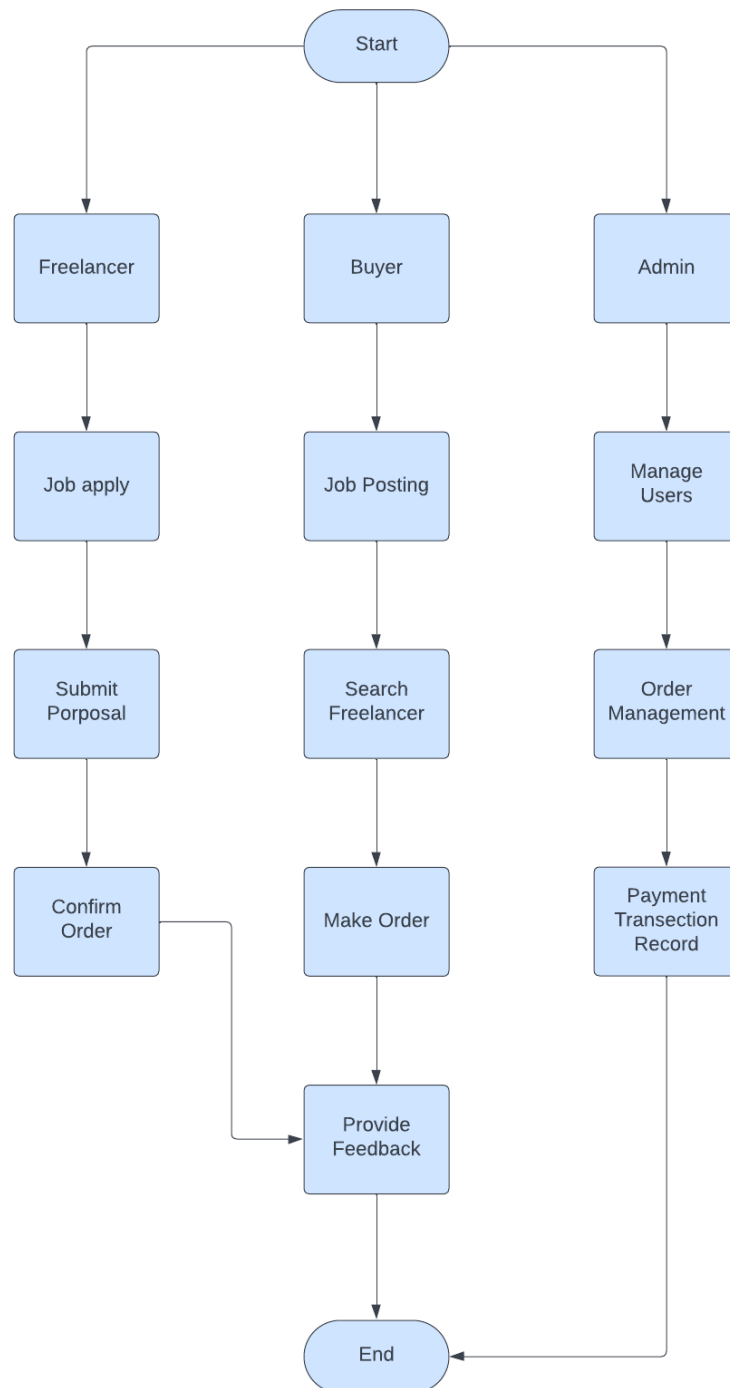 Start
Freelancer
Buyer
Admin
Job apply
Job Posting
Manage
Users
Submit
Porposal
Search
Freelancer
Order
Management
Confirm
Order
Make Order
Payment
Transection
Record
Provide
Feedback
End